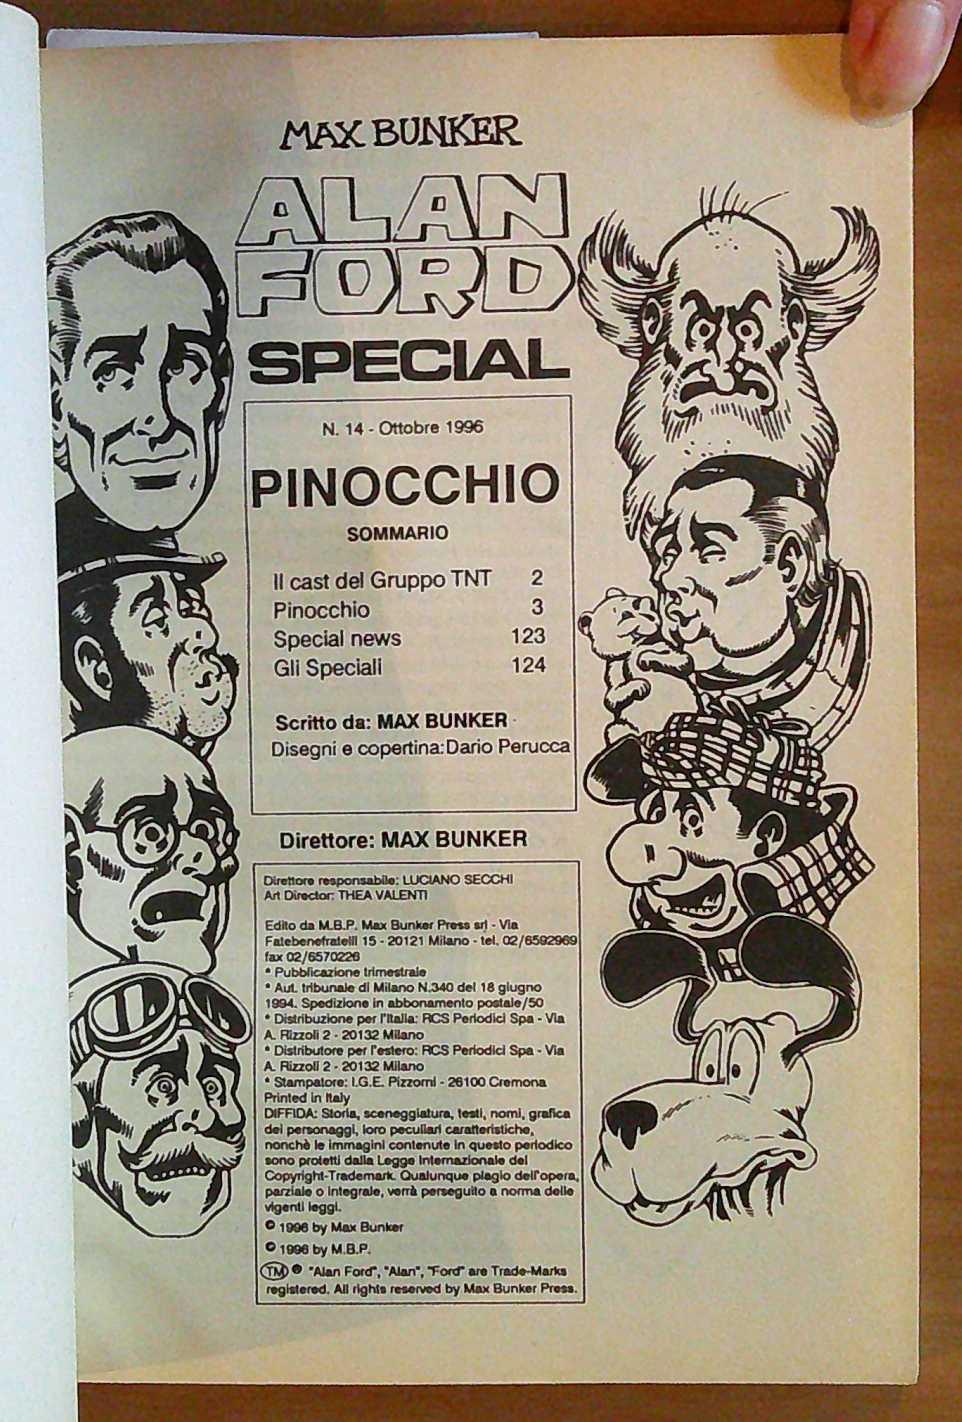 MAX BUNKER
ALAN
FORD
SPECIAL
N. 14 - Ottobre 1996
PINOCCHIO
SOMMARIO
Il cast del Gruppo TNT 2
Pinocchio 3
Special news 123
Gli Speciali 124
Scritto da: MAX BUNKER
Disegni e copertina: Dario Perucca
Direttore: MAX BUNKER
Direttore responsabile: LUCIANO SECCHI
Art Director: THEA VALENTI
Edito da M.B.P. Max Bunker Press srl - Via
Fatebenefratelli 15 - 20121 Milano - tel. 02/6592969
fax 02/6570226
* Pubblicazione trimestrale
* Aut. tribunale di Milano N.340 del 18 giugno
1994. Spedizione in abbonamento postale/50
* Distribuzione per l'Italia: RCS Periodici Spa - Via
A. Rizzoli 2 - 20132 Milano
* Distributore per l'estero: RCS Periodici Spa - Via
A. Rizzoli 2 - 20132 Milano
* Stampatore: I.G.E. Pizzorni - 26100 Cremona
Printed in Italy
DIFFIDA: Storia, sceneggiatura, testi, nomi, grafica
dei personaggi, loro peculiari caratteristiche,
nonchè le immagini contenute in questo periodico
sono protetti dalla Legge Internazionale del
Copyright-Trademark. Qualunque plagio dell'opera,
parziale o integrale, verrà perseguito a norma delle
vigenti leggi.
© 1996 by Max Bunker
© 1996 by M.B.P.
TM ® "Alan Ford", "Alan", "Ford" are Trade-Marks
registered. All rights reserved by Max Bunker Press.